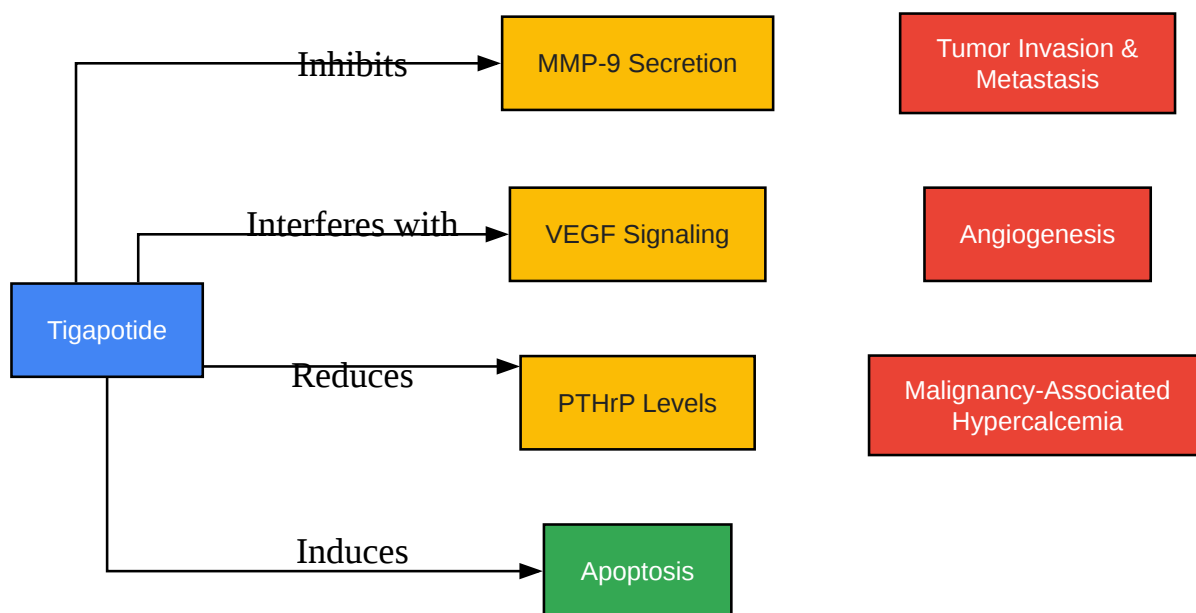 Inhibits
MMP-9 Secretion
Tumor Invasion &
Metastasis
Interferes with
VEGF Signaling
Angiogenesis
Tigapotide
Reduces
PTHrP Levels
Malignancy-Associated
Hypercalcemia
Induces
Apoptosis